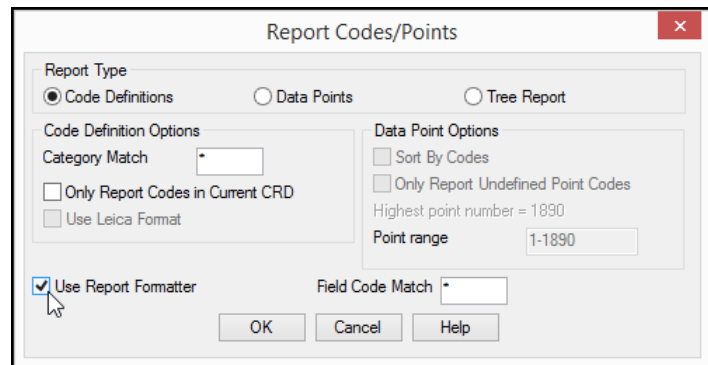 Report Codes/Points
Report Type
Code Definitions Data Points Tree Report
Code Definition Options
Category Match *
Only Report Codes in Current CRD
Use Leica Format
Data Point Options
Sort By Codes
Only Report Undefined Point Codes
Highest point number = 1890
Point range 1-1890
Use Report Formatter Field Code Match *
OK Cancel Help